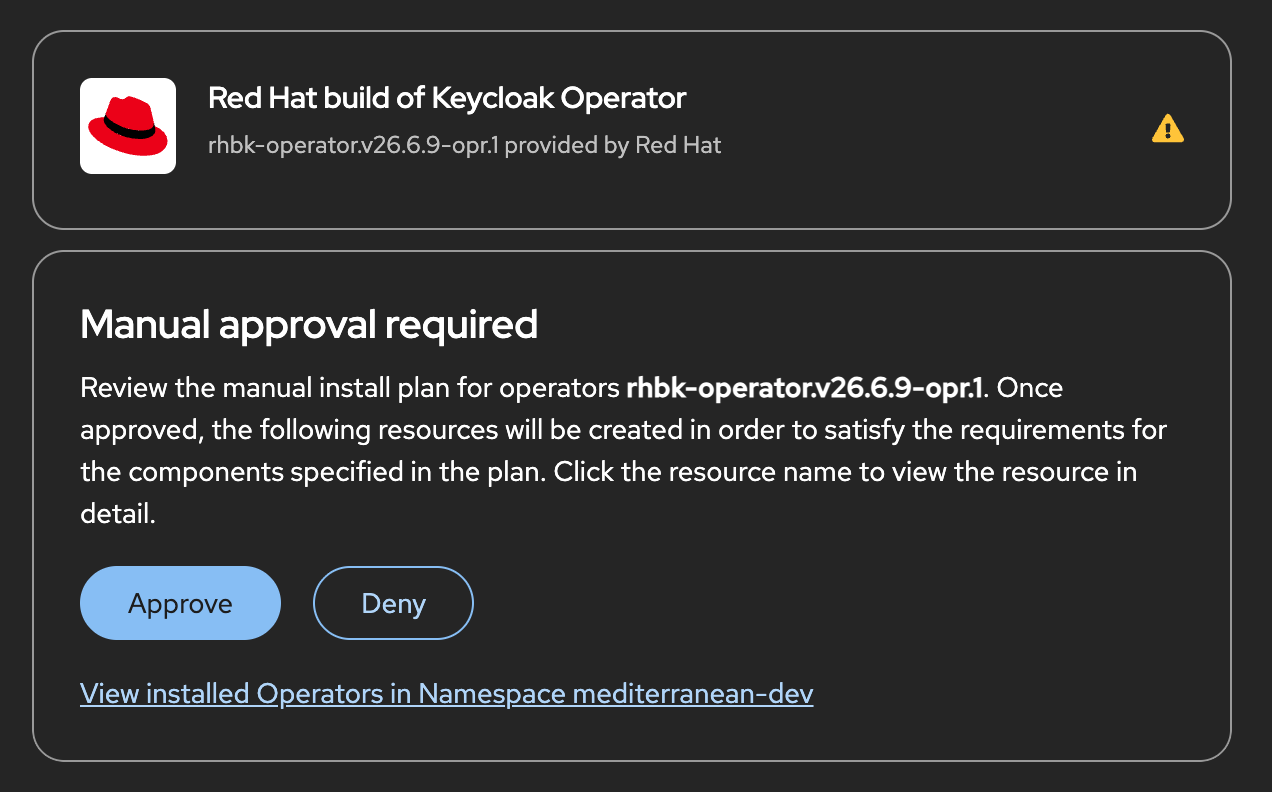 Red Hat build of Keycloak Operator
rhbk-operator.v26.6.9-opr.1 provided by Red Hat
Manual approval required
Review the manual install plan for operators rhbk-operator.v26.6.9-opr.1. Once
approved, the following resources will be created in order to satisfy the requirements for
the components specified in the plan. Click the resource name to view the resource in
detail.
Approve
Deny
View installed Operators in Namespace mediterranean-dev